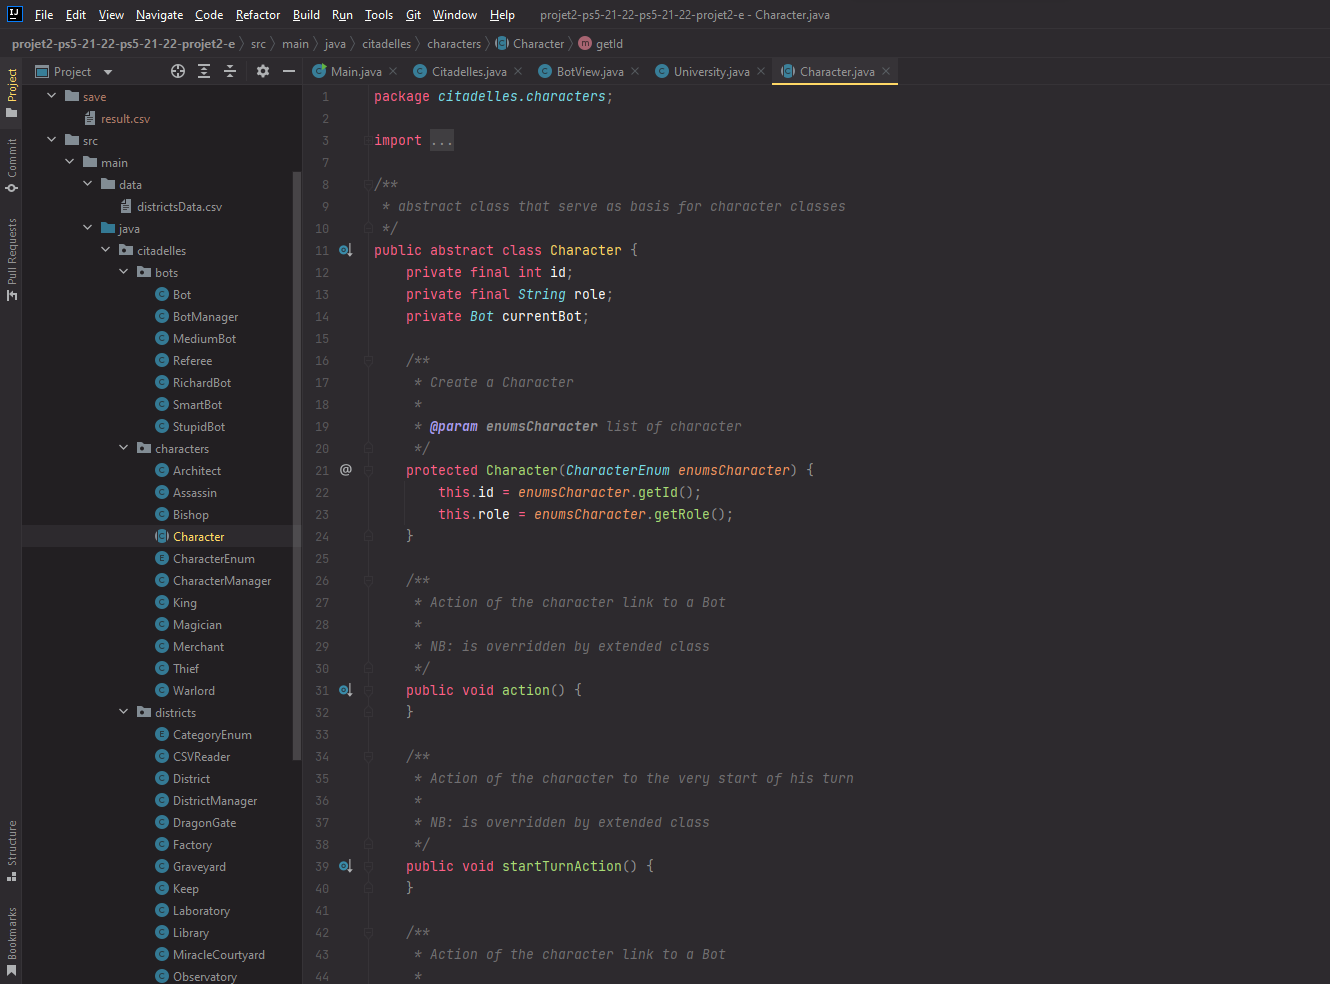 IJ File Edit View Navigate Code Refactor Build Run Tools Git Window Help projet2-ps5-21-22-ps5-21-22-projet2-e - Character.java
projet2-ps5-21-22-ps5-21-22-projet2-e src main java citadelles characters C Character m getId
Project
Commit
Pull Requests
Structure
Bookmarks
Project
save
result.csv
src
main
data
districtsData.csv
java
citadelles
bots
C Bot
C BotManager
C MediumBot
C Referee
C RichardBot
C SmartBot
C StupidBot
characters
C Architect
C Assassin
C Bishop
C Character
E CharacterEnum
C CharacterManager
C King
C Magician
C Merchant
C Thief
C Warlord
districts
E CategoryEnum
C CSVReader
C District
C DistrictManager
C DragonGate
C Factory
C Graveyard
C Keep
C Laboratory
C Library
C MiracleCourtyard
C Observatory
C Main.java C Citadelles.java C BotView.java C University.java C Character.java
1 package citadelles.characters;
2
3 import ...
7
8 /**
9 * abstract class that serve as basis for character classes
10 */
11 public abstract class Character {
12 private final int id;
13 private final String role;
14 private Bot currentBot;
15
16 /**
17 * Create a Character
18 *
19 * @param enumsCharacter list of character
20 */
21 @ protected Character(CharacterEnum enumsCharacter) {
22 this.id = enumsCharacter.getId();
23 this.role = enumsCharacter.getRole();
24 }
25
26 /**
27 * Action of the character link to a Bot
28 *
29 * NB: is overridden by extended class
30 */
31 public void action() {
32 }
33
34 /**
35 * Action of the character to the very start of his turn
36 *
37 * NB: is overridden by extended class
38 */
39 public void startTurnAction() {
40 }
41
42 /**
43 * Action of the character link to a Bot
44 *